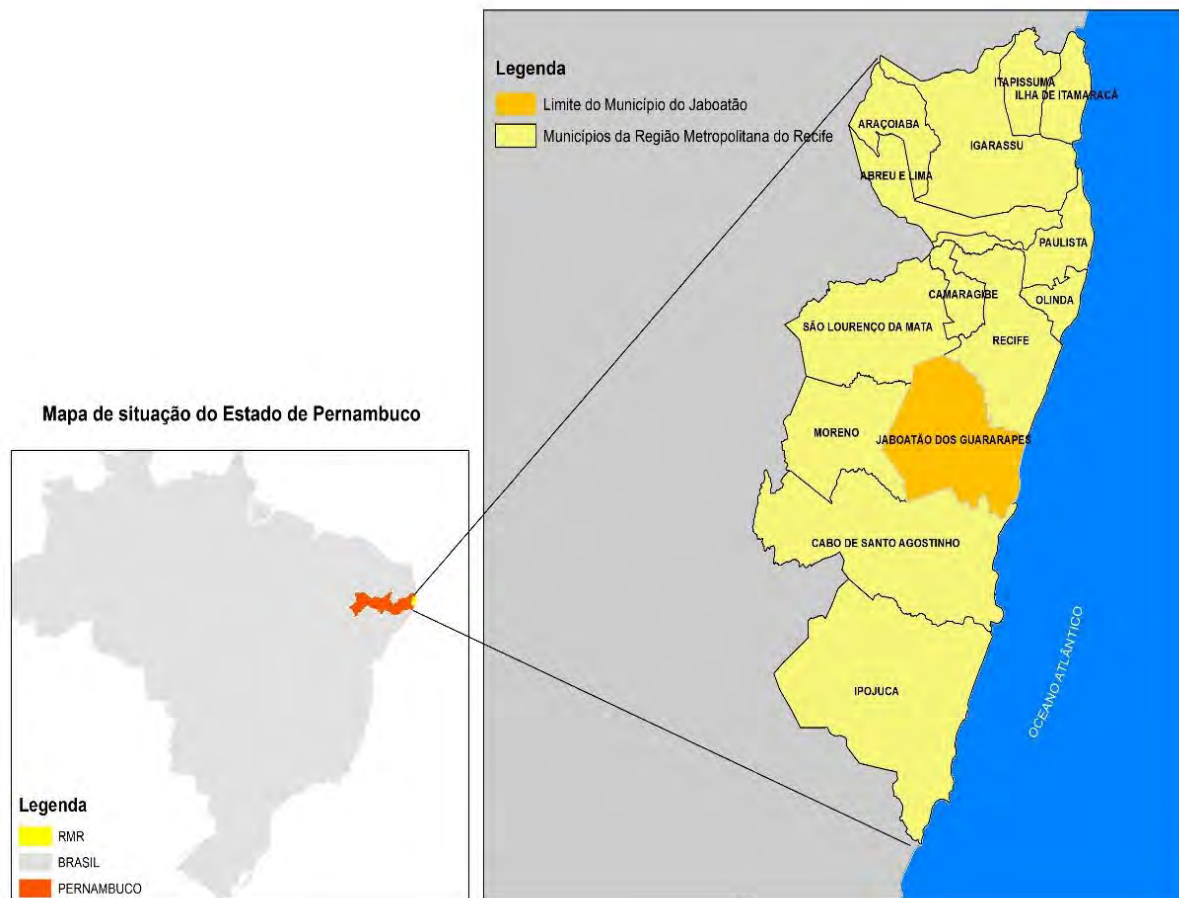 Legenda
Limite do Município do Jaboatão
Municípios da Região Metropolitana do Recife
ITAPISSUMA
ILHA DE ITAMARACÁ
ARAÇOIABA
IGARASSU
ABREU E LIMA
PAULISTA
CAMARAGIBE
OLINDA
SÃO LOURENÇO DA MATA
RECIFE
MORENO
JABOATÃO DOS GUARARAPES
CABO DE SANTO AGOSTINHO
IPOJUCA
OCEANO ATLÂNTICO
Mapa de situação do Estado de Pernambuco
Legenda
RMR
BRASIL
PERNAMBUCO